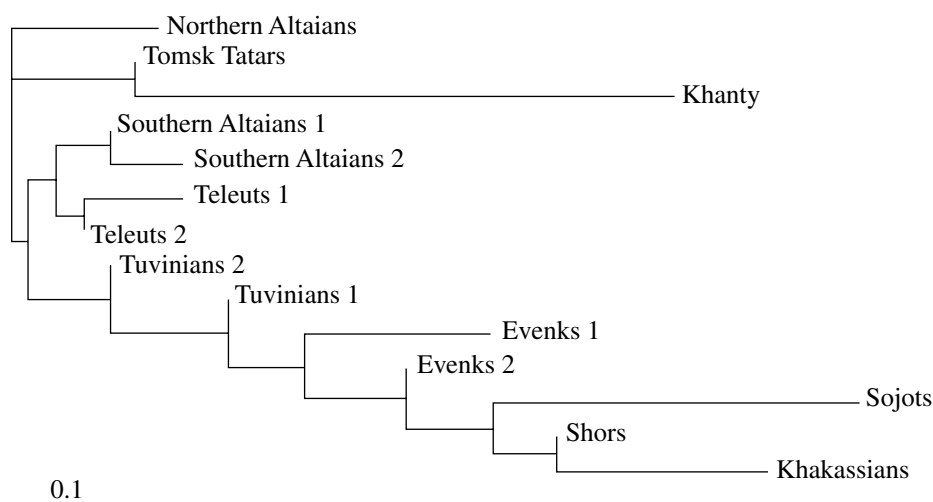 Northern Altaians
Tomsk Tatars
Khanty
Southern Altaians 1
Southern Altaians 2
Teleuts 1
Teleuts 2
Tuvinians 2
Tuvinians 1
Evenks 1
Evenks 2
Sojots
Shors
Khakassians
0.1